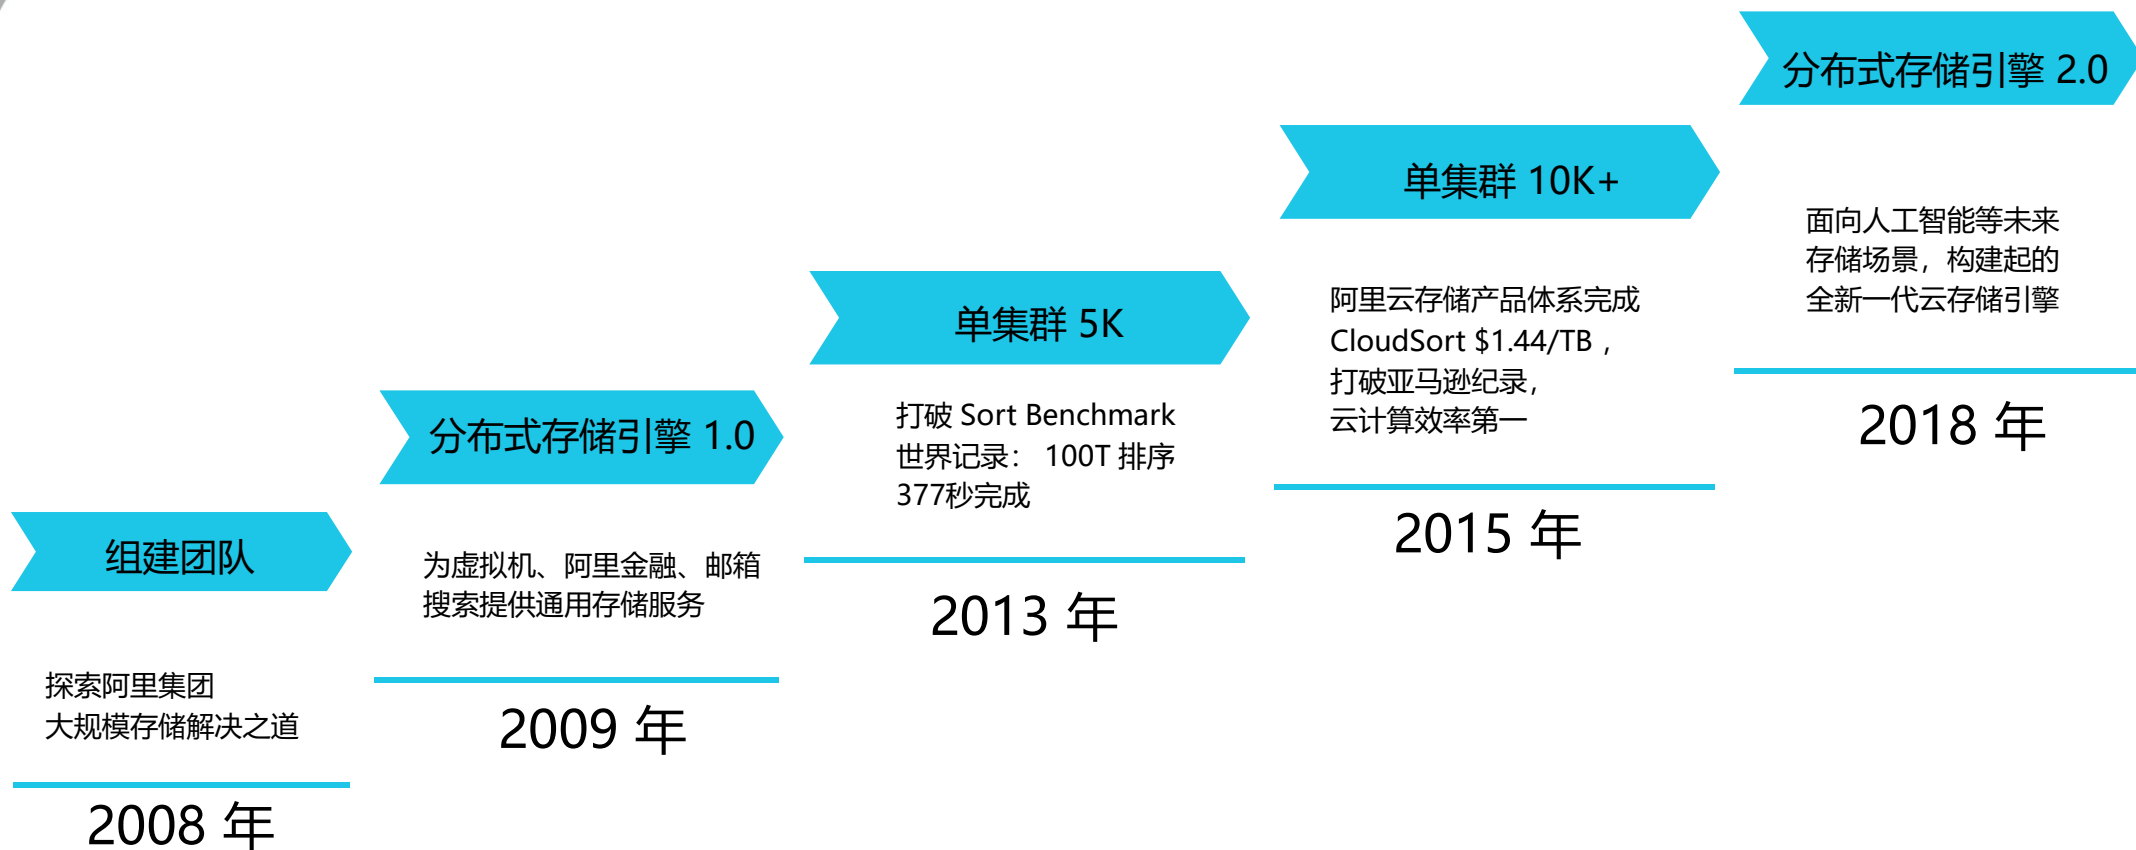 组建团队
探索阿里集团
大规模存储解决之道
2008 年
分布式存储引擎 1.0
为虚拟机、阿里金融、邮箱
搜索提供通用存储服务
2009 年
单集群 5K
打破 Sort Benchmark
世界记录： 100T 排序
377秒完成
2013 年
单集群 10K+
阿里云存储产品体系完成
CloudSort $1.44/TB ，
打破亚马逊纪录，
云计算效率第一
2015 年
分布式存储引擎 2.0
面向人工智能等未来
存储场景，构建起的
全新一代云存储引擎
2018 年